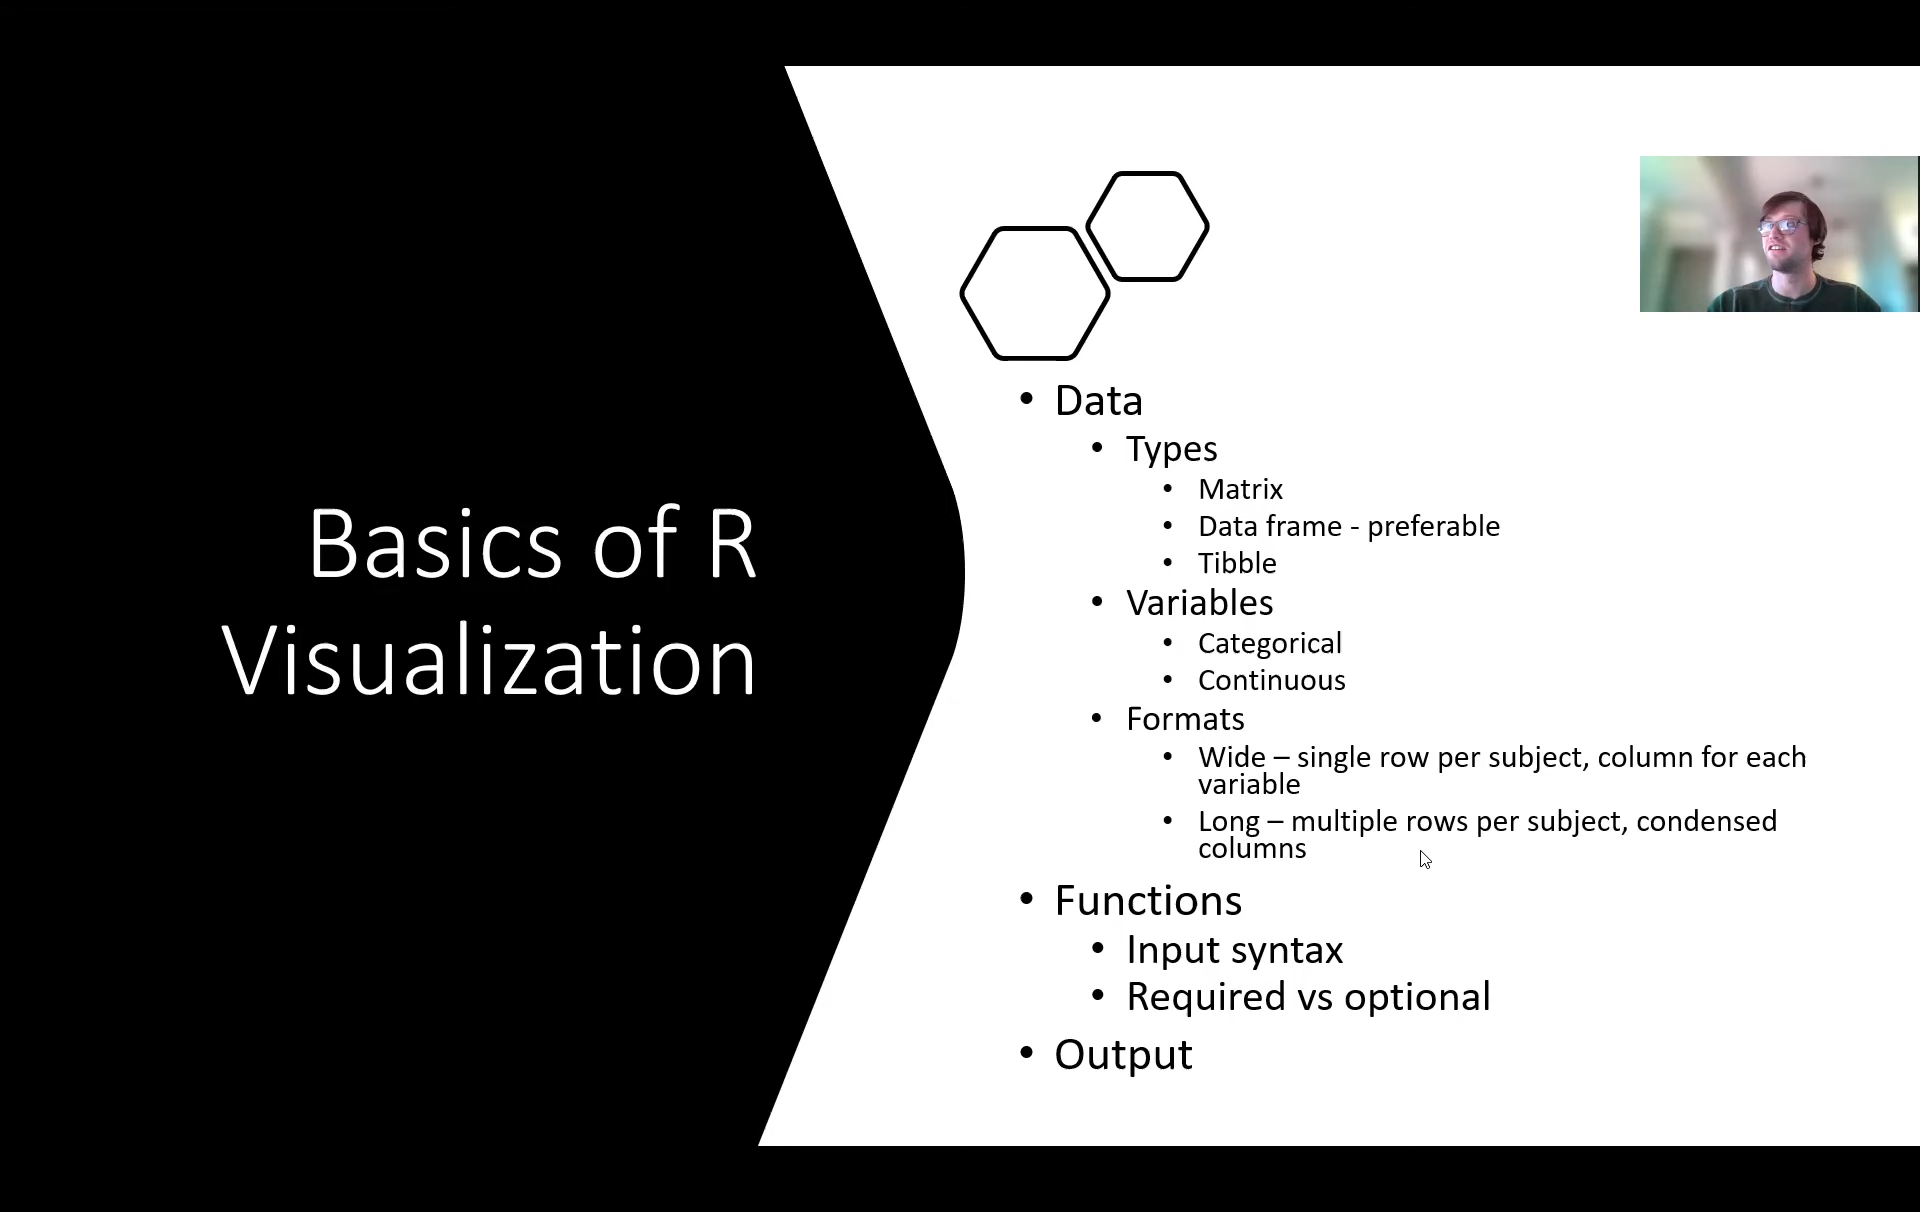 Basics of R
Visualization
• Data
• Types
• Matrix
• Data frame - preferable
• Tibble
• Variables
• Categorical
• Continuous
• Formats
• Wide – single row per subject, column for each
variable
• Long – multiple rows per subject, condensed
columns
• Functions
• Input syntax
• Required vs optional
• Output